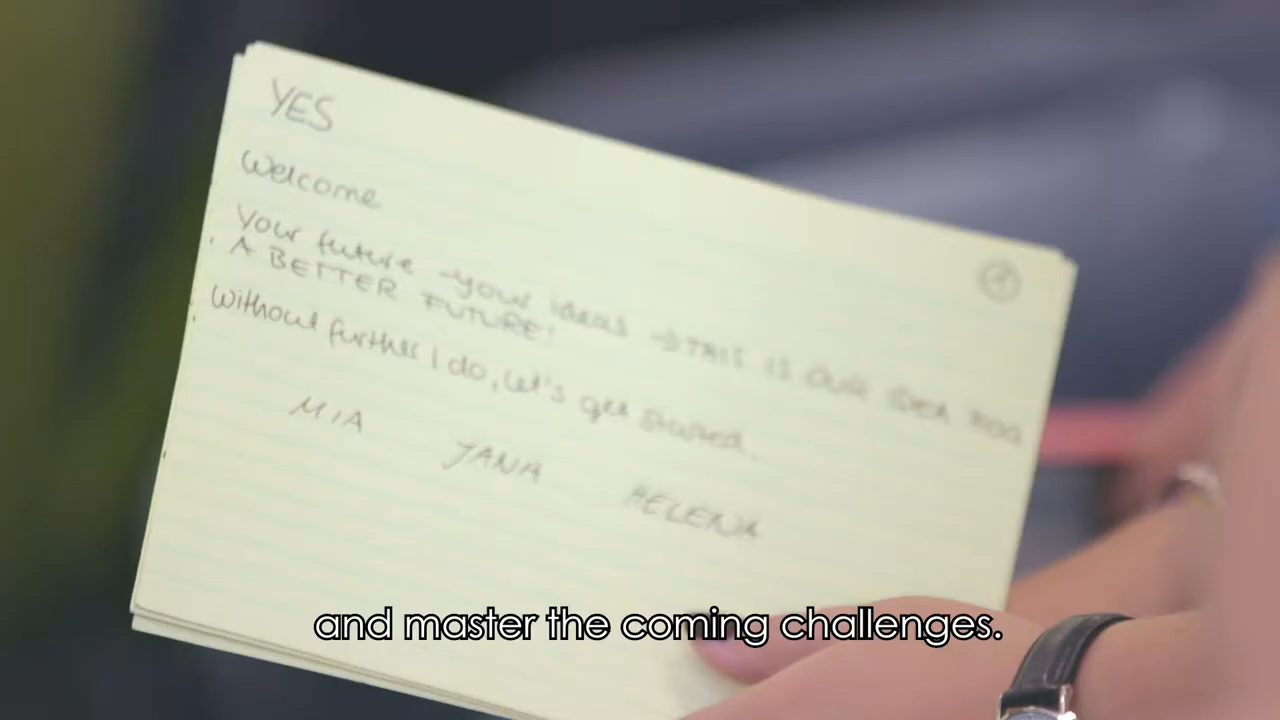 YES
Welcome
Your future → your ideas → THIS IS OUR IDEA FOR
A BETTER FUTURE!
Without further I do, let's get started.
MIA JANA HELENA
and master the coming challenges.